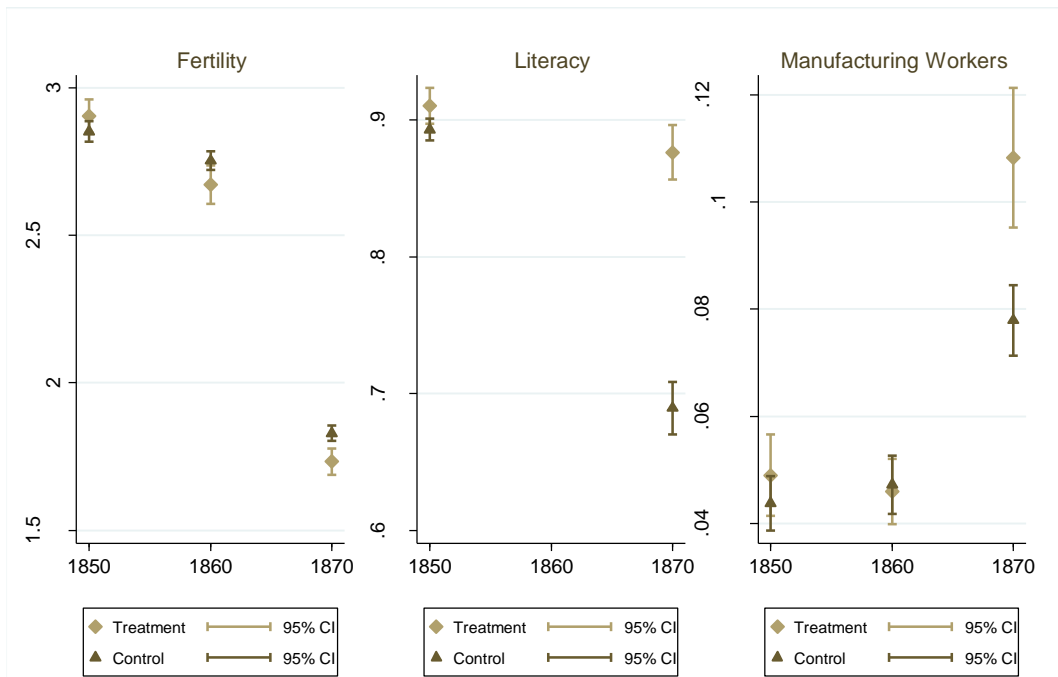 Fertility
3
2.5
2
1.5
1850 1860 1870
Treatment 95% CI
Control 95% CI
Literacy
.9
.8
.7
.6
1850 1860 1870
Treatment 95% CI
Control 95% CI
Manufacturing Workers
.12
.1
.08
.06
.04
1850 1860 1870
Treatment 95% CI
Control 95% CI